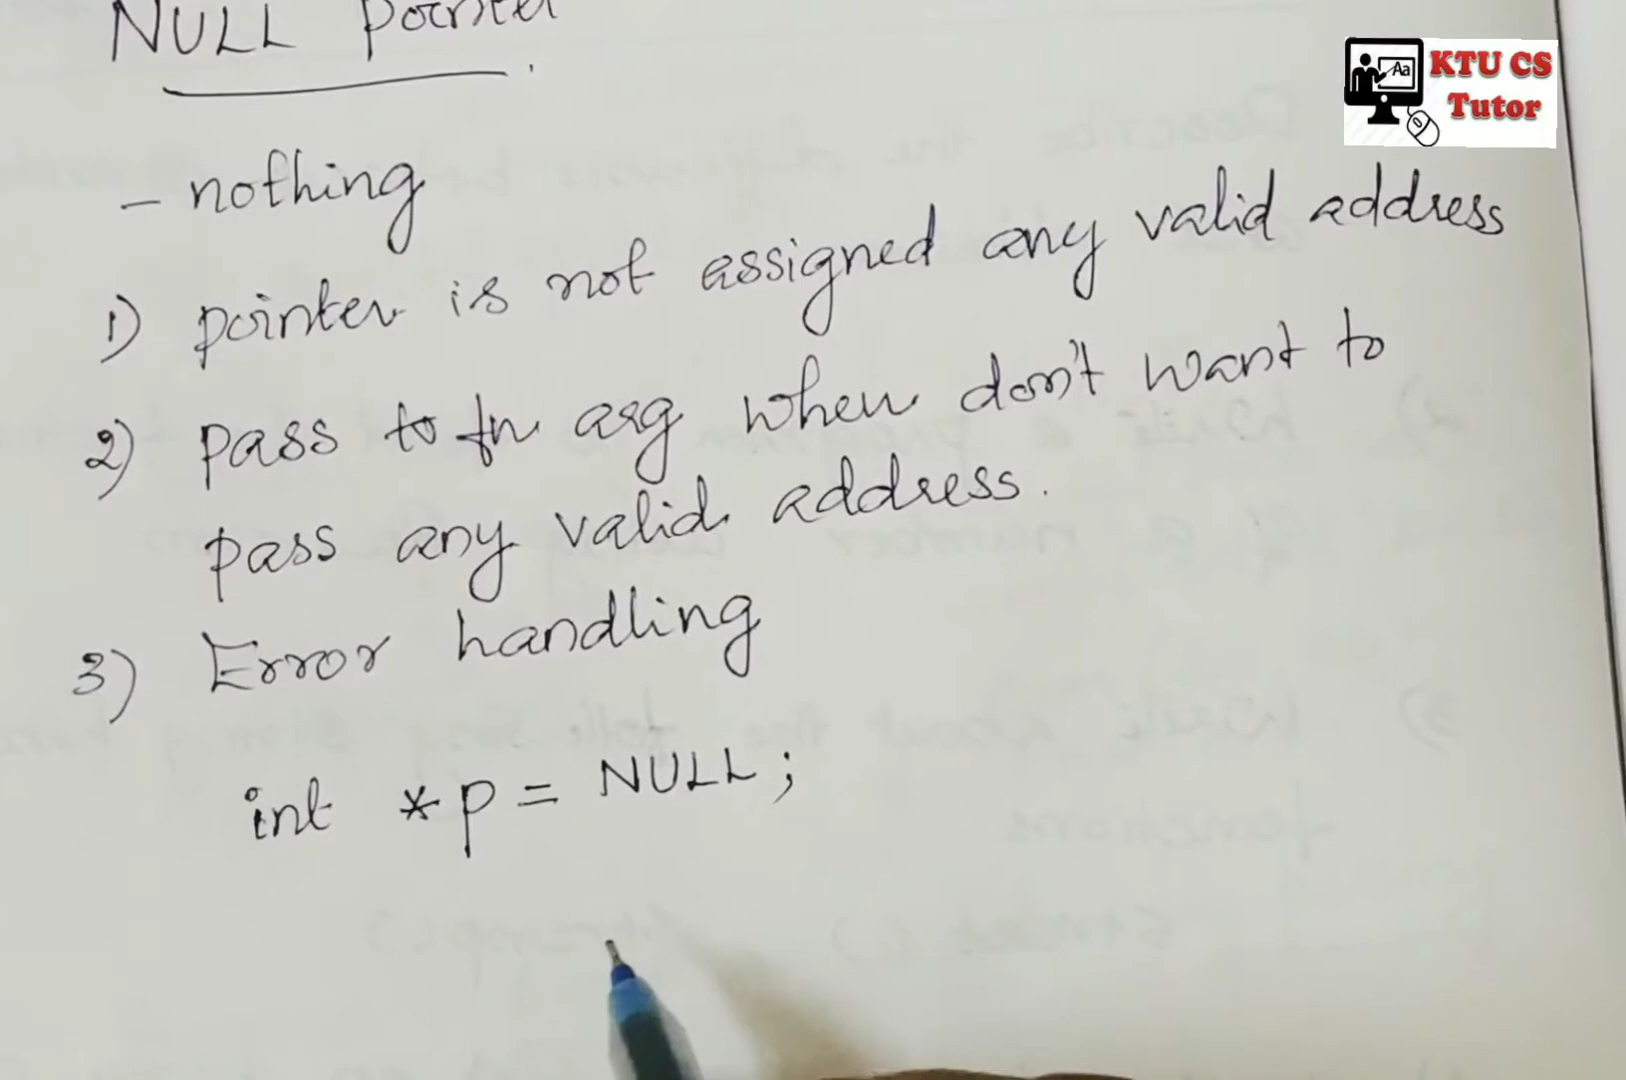 NULL Pointer
KTU CS
Tutor
Aa
- nothing
1) pointer is not assigned any valid address
2) pass to fn arg when don't want to
pass any valid address.
3) Error handling
int *p = NULL;